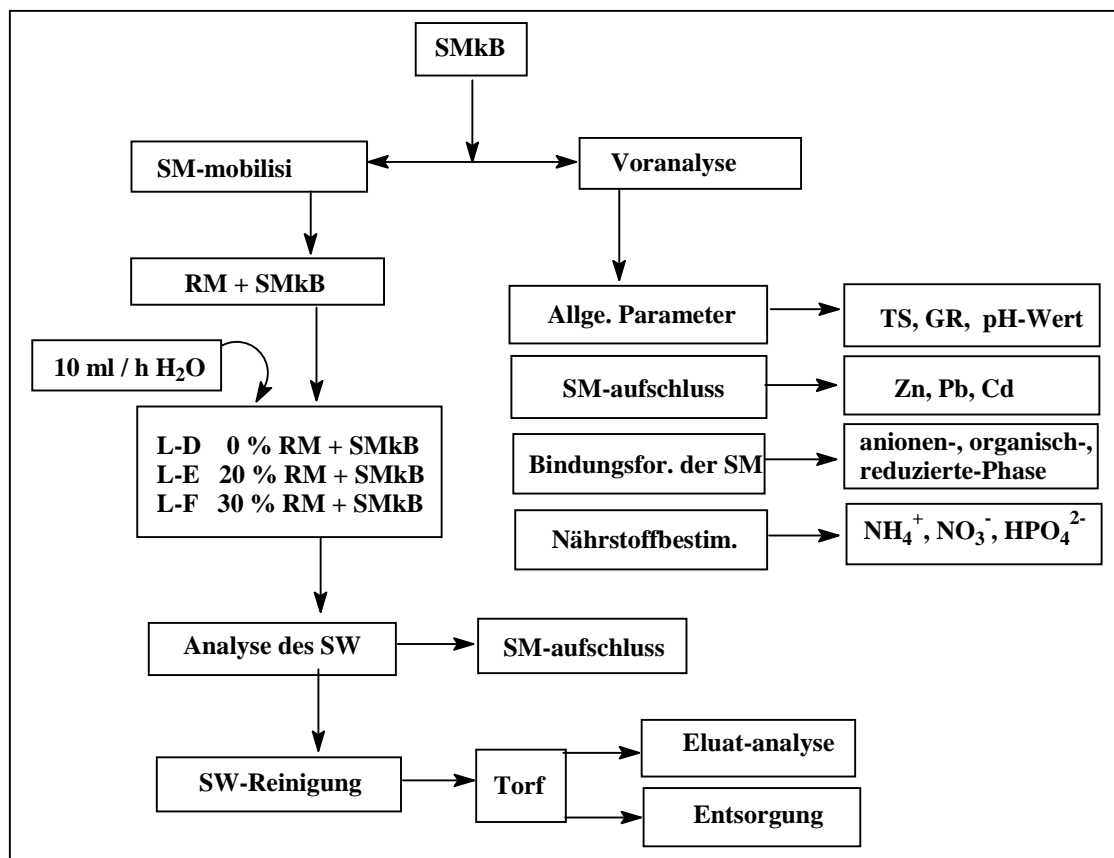 SMkB
SM-mobilisi
Voranalyse
RM + SMkB
10 ml / h H₂O
L-D 0 % RM + SMkB
L-E 20 % RM + SMkB
L-F 30 % RM + SMkB
Allge. Parameter
TS, GR, pH-Wert
SM-aufschluss
Zn, Pb, Cd
Bindungsfor. der SM
anionen-, organisch-,
reduzierte-Phase
Nährstoffbestim.
NH₄⁺, NO₃⁻, HPO₄²⁻
Analyse des SW
SM-aufschluss
SW-Reinigung
Torf
Eluat-analyse
Entsorgung